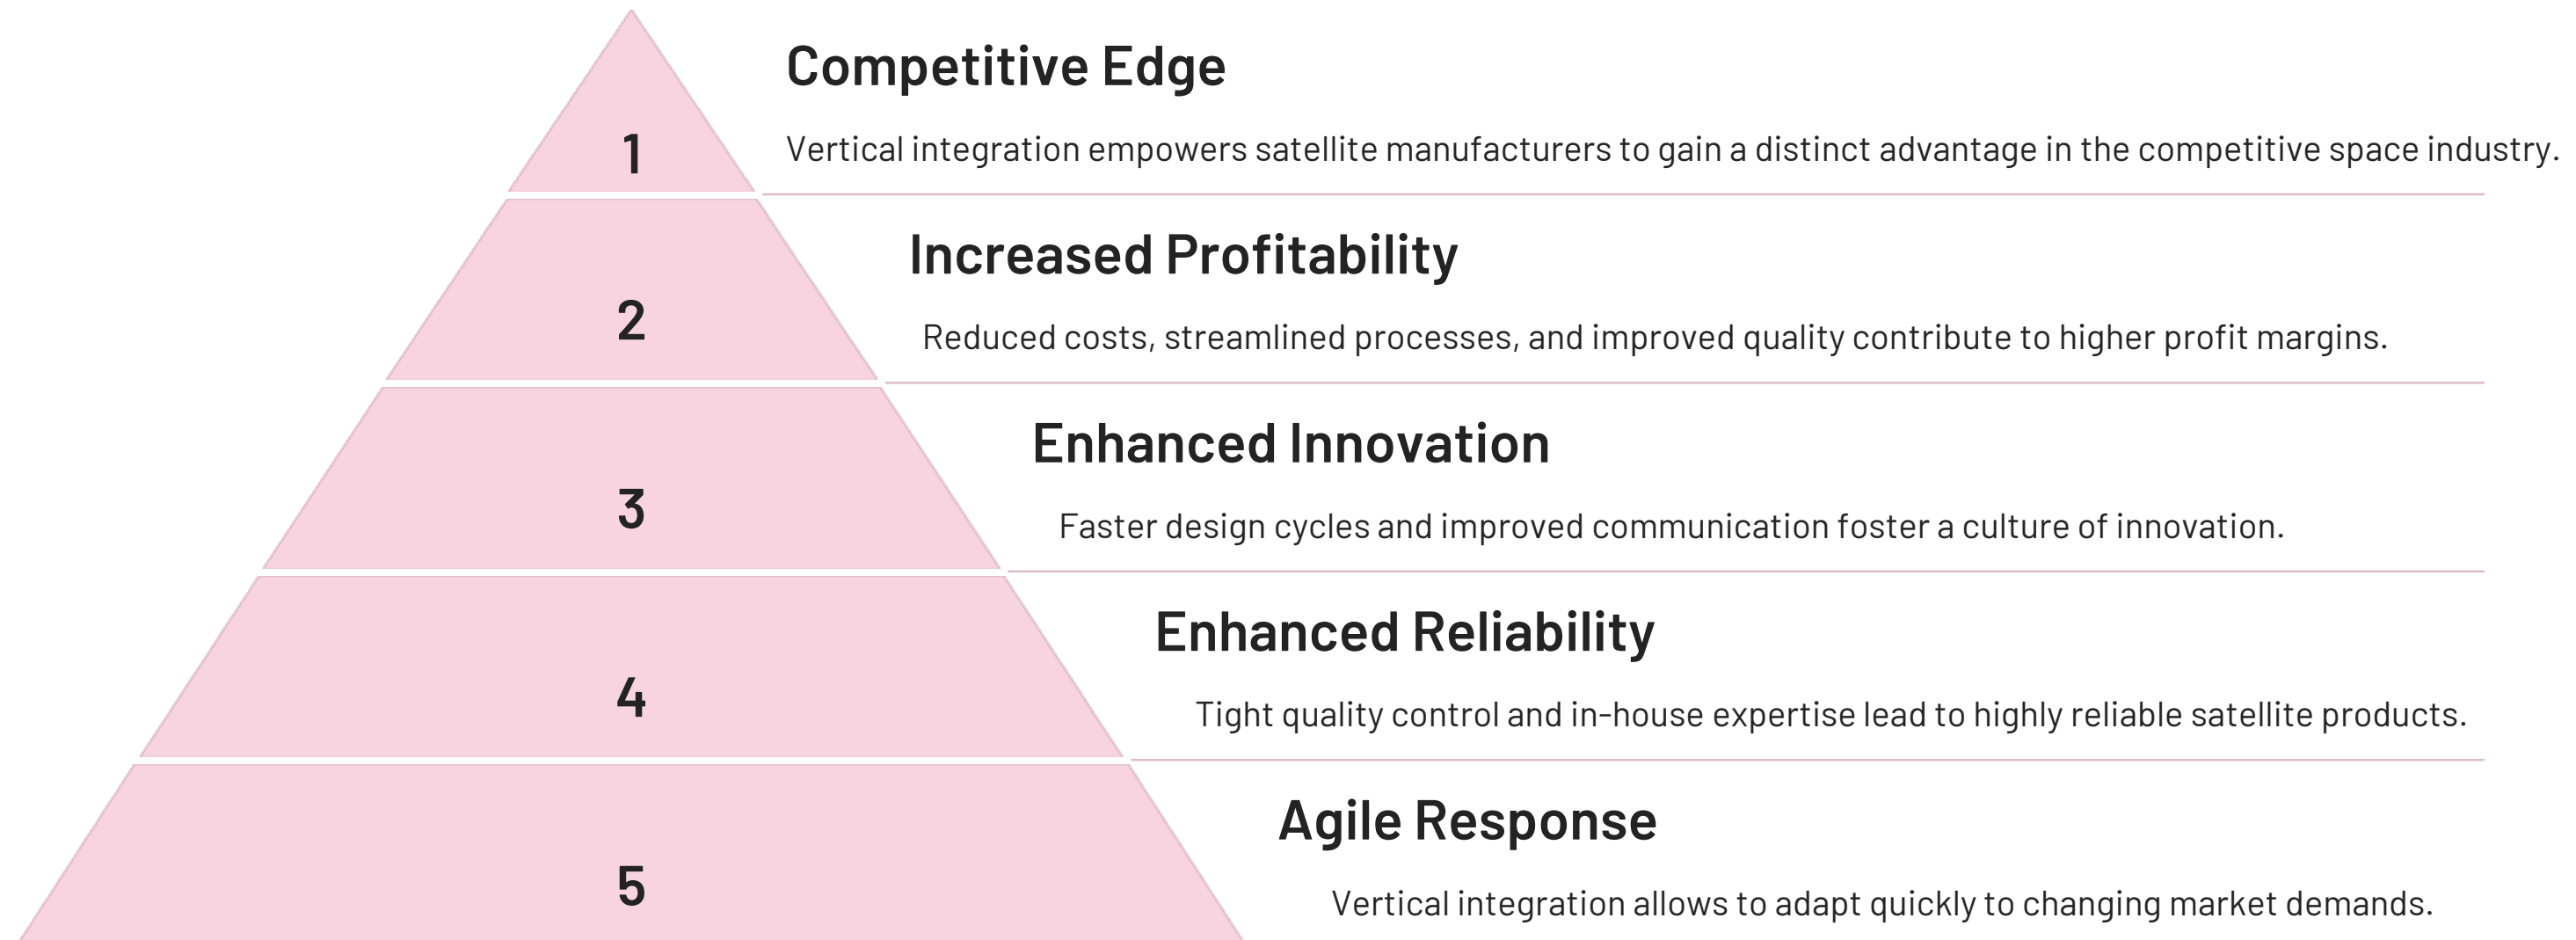 1
Competitive Edge
Vertical integration empowers satellite manufacturers to gain a distinct advantage in the competitive space industry.
2
Increased Profitability
Reduced costs, streamlined processes, and improved quality contribute to higher profit margins.
3
Enhanced Innovation
Faster design cycles and improved communication foster a culture of innovation.
4
Enhanced Reliability
Tight quality control and in-house expertise lead to highly reliable satellite products.
5
Agile Response
Vertical integration allows to adapt quickly to changing market demands.